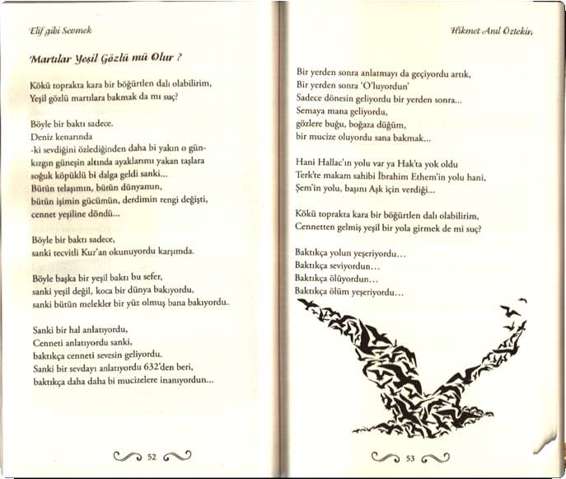 Elif gibi Sevmek
Martılar Yeşil Gözlü mü Olur ?
Kökü toprakta kara bir böğürtlen dalı olabilirim,
Yeşil gözlü martılara bakmak da mı suç?
Böyle bir baktı sadece.
Deniz kenarında
-ki sevdiğini özlediğinden daha bi yakın o gün-
kızgın güneşin altında ayaklarımı yakan taşlara
soğuk köpüklü bi dalga geldi sanki...
Bütün telaşımın, bütün dünyamın,
bütün işimin gücümün, derdimin rengi değişti,
cennet yeşiline döndü...
Böyle bir baktı sadece,
sanki tecvitli Kur'an okunuyordu karşımda.
Böyle başka bir yeşil baktı bu sefer,
sanki yeşil değil, koca bir dünya bakıyordu,
sanki bütün melekler bir yüz olmuş bana bakıyordu.
Sanki bir hal anlatıyordu,
Cenneti anlatıyordu sanki,
baktıkça cenneti sevesin geliyordu.
Sanki bir sevdayı anlatıyordu 632'den beri,
baktıkça daha daha bi mucizelere inanıyordun...
52
Hikmet Anıl Öztekin
Bir yerden sonra anlatmayı da geçiyordu artık,
Bir yerden sonra 'O'luyordun'
Sadece dönesin geliyordu bir yerden sonra...
Semaya mana geliyordu,
gözlere buğu, boğaza düğüm,
bir mucize oluyordu sana bakmak...
Hani Hallac'ın yolu var ya Hak'ta yok oldu
Terk'te makam sahibi İbrahim Ethem'in yolu hani,
Şem'in yolu, başını Aşk için verdiği...
Kökü toprakta kara bir böğürtlen dalı olabilirim,
Cennetten gelmiş yeşil bir yola girmek de mi suç?
Baktıkça yolun yeşeriyordu...
Baktıkça seviyordun...
Baktıkça ölüyordun...
Baktıkça ölüm yeşeriyordu...
53